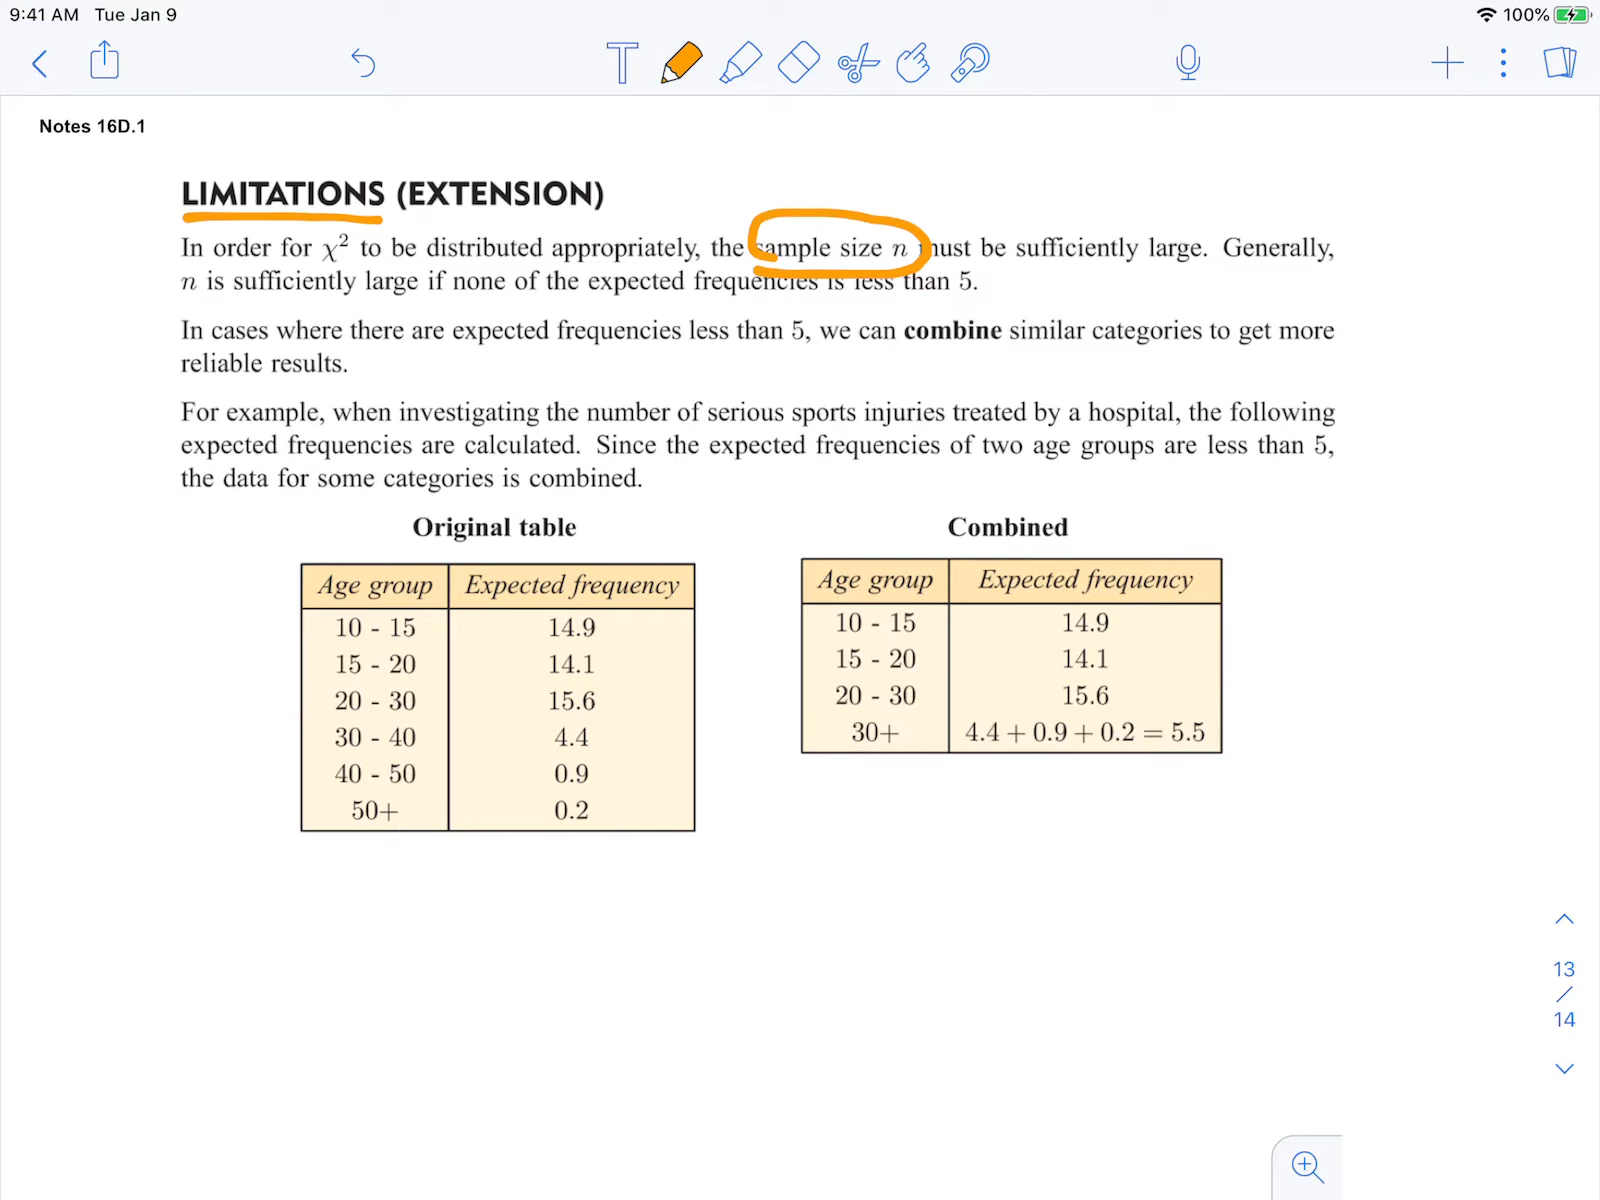 9:41 AM Tue Jan 9 100%
Notes 16D.1
LIMITATIONS (EXTENSION)
In order for χ² to be distributed appropriately, the sample size n must be sufficiently large. Generally,
n is sufficiently large if none of the expected frequencies is less than 5.
In cases where there are expected frequencies less than 5, we can combine similar categories to get more
reliable results.
For example, when investigating the number of serious sports injuries treated by a hospital, the following
expected frequencies are calculated. Since the expected frequencies of two age groups are less than 5,
the data for some categories is combined.
Original table
Age group Expected frequency
10 - 15 14.9
15 - 20 14.1
20 - 30 15.6
30 - 40 4.4
40 - 50 0.9
50+ 0.2
Combined
Age group Expected frequency
10 - 15 14.9
15 - 20 14.1
20 - 30 15.6
30+ 4.4 + 0.9 + 0.2 = 5.5
13
/
14